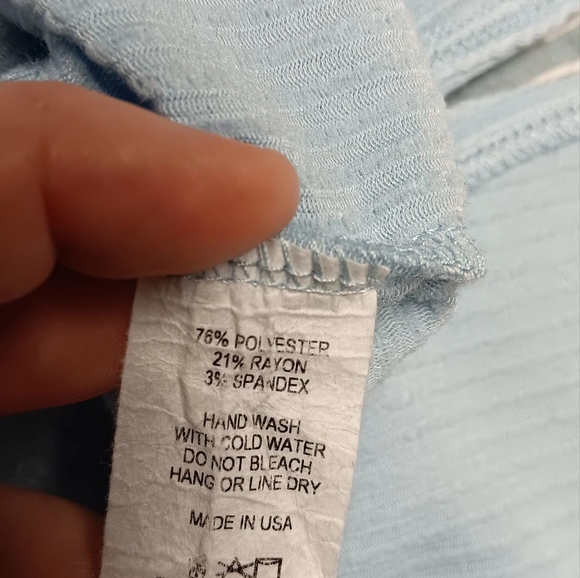 76% POLYESTER
21% RAYON
3% SPANDEX
HAND WASH
WITH COLD WATER
DO NOT BLEACH
HANG OR LINE DRY
MADE IN USA